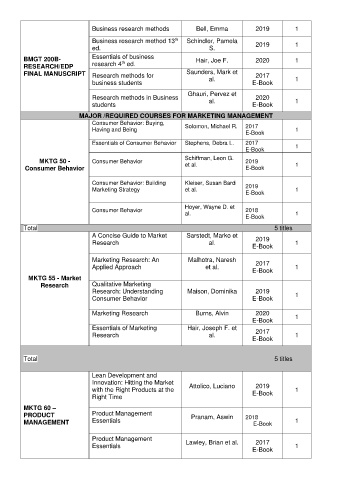 Business research methods Bell, Emma 2019 1
BMGT 200B-
RESEARCH/EDP
FINAL MANUSCRIPT
Business research method 13th
ed.
Schindler, Pamela
S.
2019 1
Essentials of business
research 4th ed.
Hair, Joe F. 2020 1
Research methods for
business students
Saunders, Mark et
al.
2017
E-Book
1
Research methods in Business
students
Ghauri, Pervez et
al.
2020
E-Book
1
MAJOR /REQUIRED COURSES FOR MARKETING MANAGEMENT
MKTG 50 -
Consumer Behavior
Consumer Behavior: Buying,
Having and Being
Solomon, Michael R.
2017
E-Book
1
Essentials of Consumer Behavior Stephens, Debra l.. 2017
E-Book
1
Consumer Behavior
Schiffman, Leon G.
et al.
2019
E-Book
1
Consumer Behavior: Building
Marketing Strategy
Kleiser, Susan Bardi
et al.
2019
E-Book
1
Consumer Behavior
Hoyer, Wayne D. et
al.
2018
E-Book
1
Total 5 titles
MKTG 55 - Market
Research
A Concise Guide to Market
Research
Sarstedt, Marko et
al.
2019
E-Book
1
Marketing Research: An
Applied Approach
Malhotra, Naresh
et al.
2017
E-Book
1
Qualitative Marketing
Research: Understanding
Consumer Behavior
Maison, Dominika 2019
E-Book
1
Marketing Research Burns, Alvin 2020
E-Book
1
Essentials of Marketing
Research
Hair, Joseph F. et
al.
2017
E-Book
1
Total 5 titles
MKTG 60 –
PRODUCT
MANAGEMENT
Lean Development and
Innovation: Hitting the Market
with the Right Products at the
Right Time
Attolico, Luciano 2019
E-Book
1
Product Management
Essentials
Pranam, Aswin 2018
E-Book
1
Product Management
Essentials
Lawley, Brian et al. 2017
E-Book
1